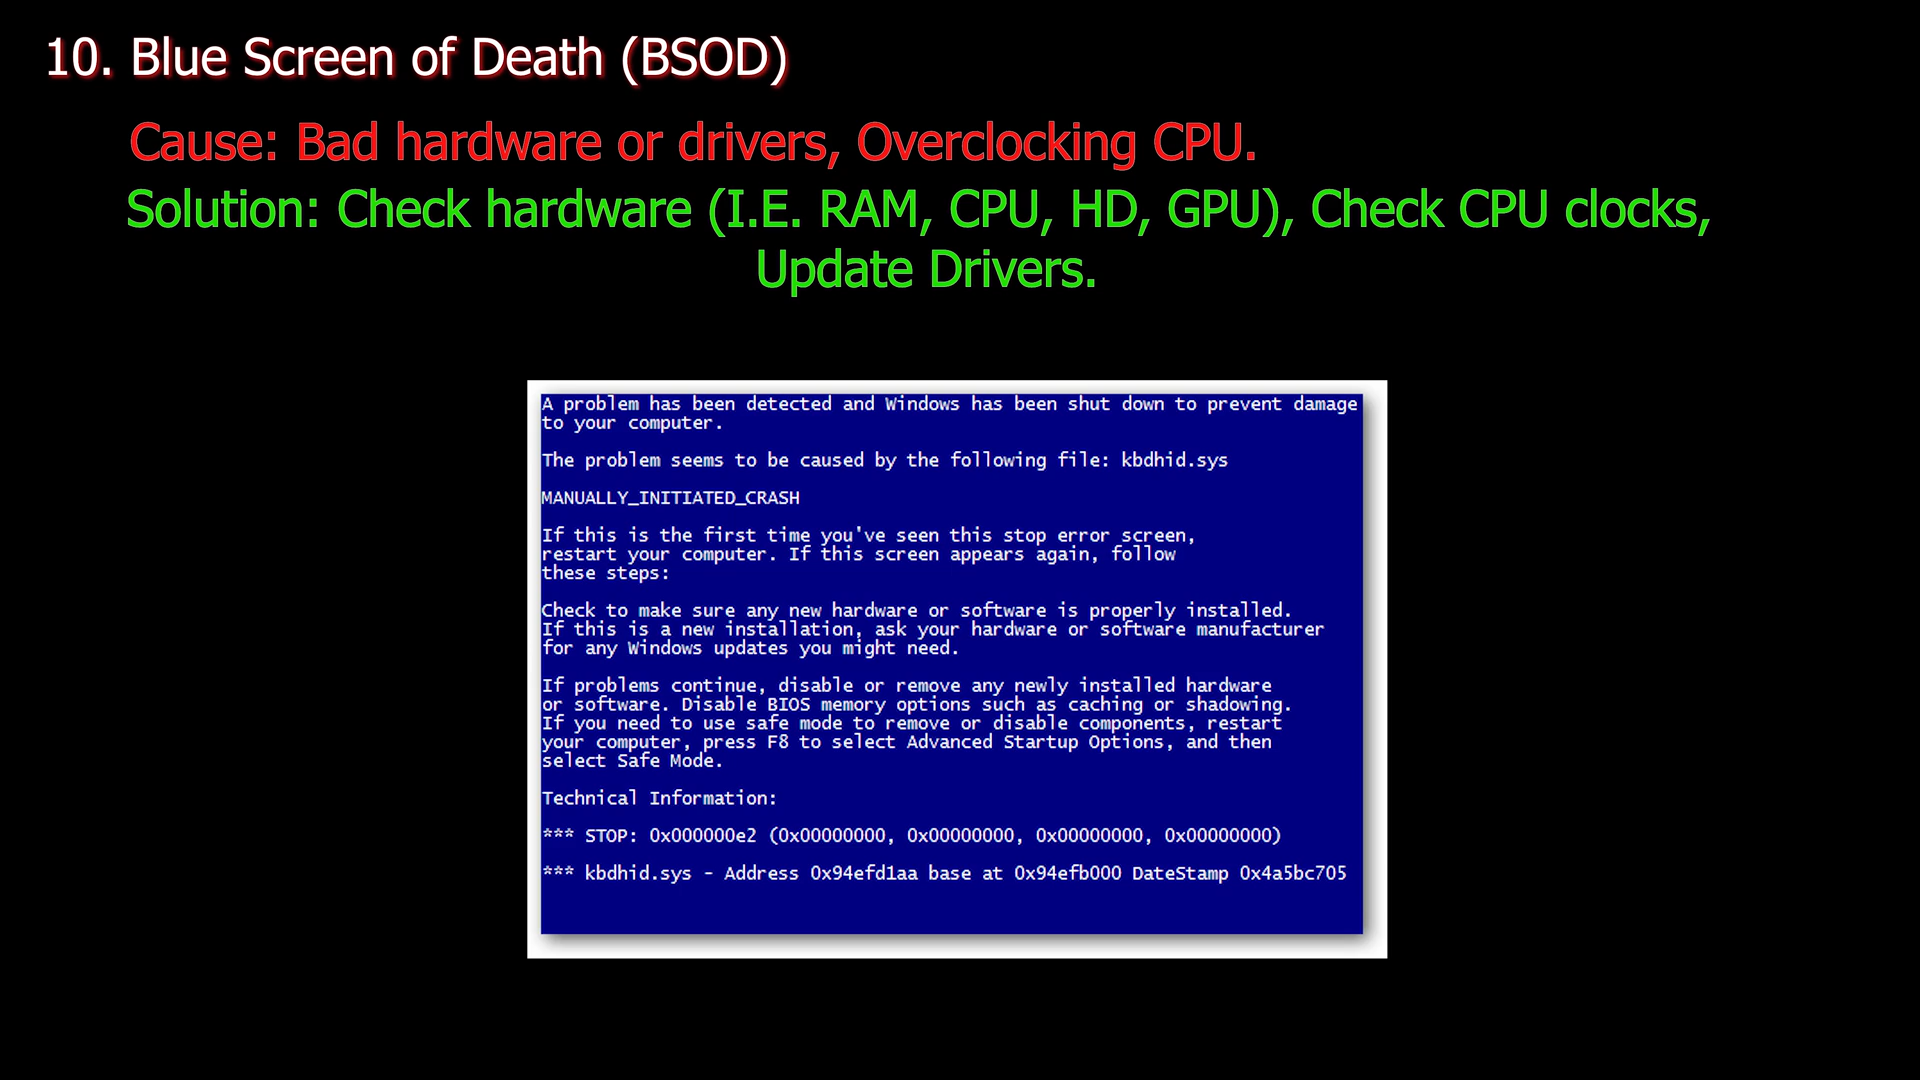 10. Blue Screen of Death (BSOD)
Cause: Bad hardware or drivers, Overclocking CPU.
Solution: Check hardware (I.E. RAM, CPU, HD, GPU), Check CPU clocks,
Update Drivers.
A problem has been detected and Windows has been shut down to prevent damage
to your computer.
The problem seems to be caused by the following file: kbdhid.sys
MANUALLY_INITIATED_CRASH
If this is the first time you've seen this stop error screen,
restart your computer. If this screen appears again, follow
these steps:
Check to make sure any new hardware or software is properly installed.
If this is a new installation, ask your hardware or software manufacturer
for any Windows updates you might need.
If problems continue, disable or remove any newly installed hardware
or software. Disable BIOS memory options such as caching or shadowing.
If you need to use safe mode to remove or disable components, restart
your computer, press F8 to select Advanced Startup Options, and then
select Safe Mode.
Technical Information:
*** STOP: 0x000000e2 (0x00000000, 0x00000000, 0x00000000, 0x00000000)
*** kbdhid.sys - Address 0x94efd1aa base at 0x94efb000 DateStamp 0x4a5bc705